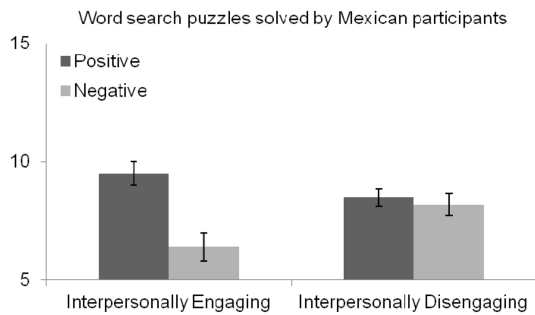 Word search puzzles solved by Mexican participants
15
Positive
Negative
10
5
Interpersonally Engaging Interpersonally Disengaging